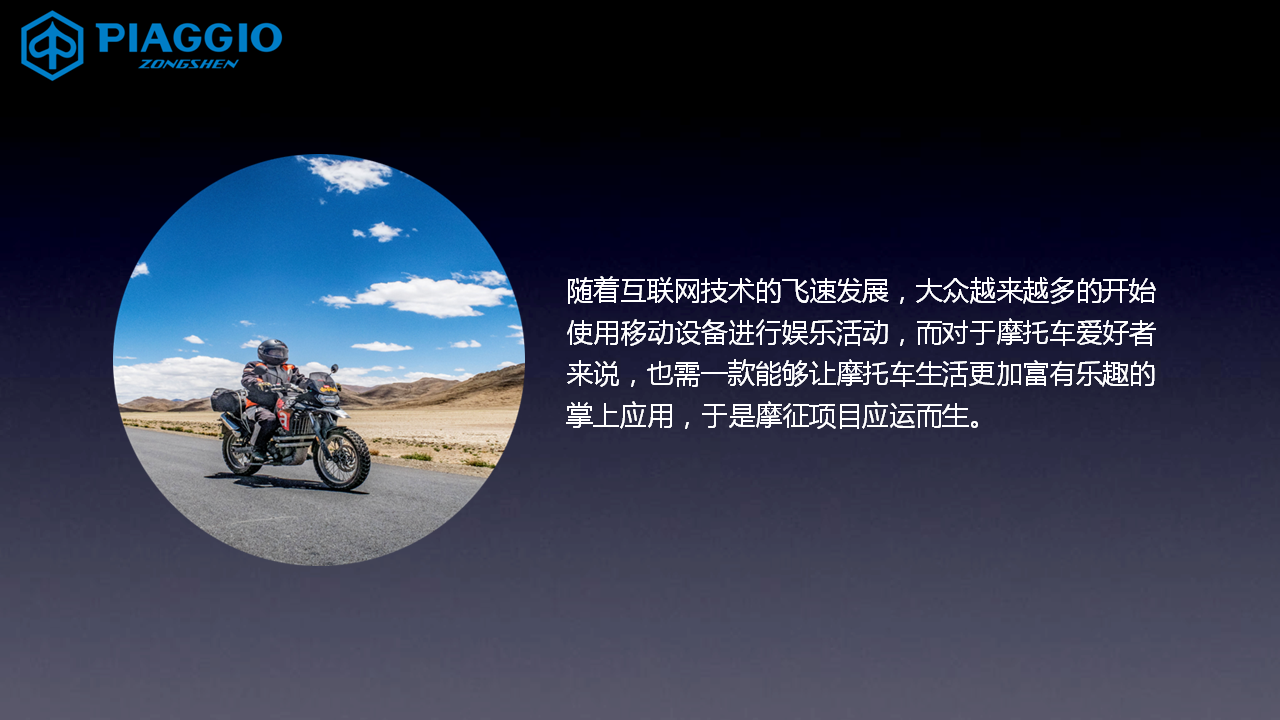 PIAGGIO
ZONGSHEN
随着互联网技术的飞速发展，大众越来越多的开始
使用移动设备进行娱乐活动，而对于摩托车爱好者
来说，也需一款能够让摩托车生活更加富有乐趣的
掌上应用，于是摩征项目应运而生。